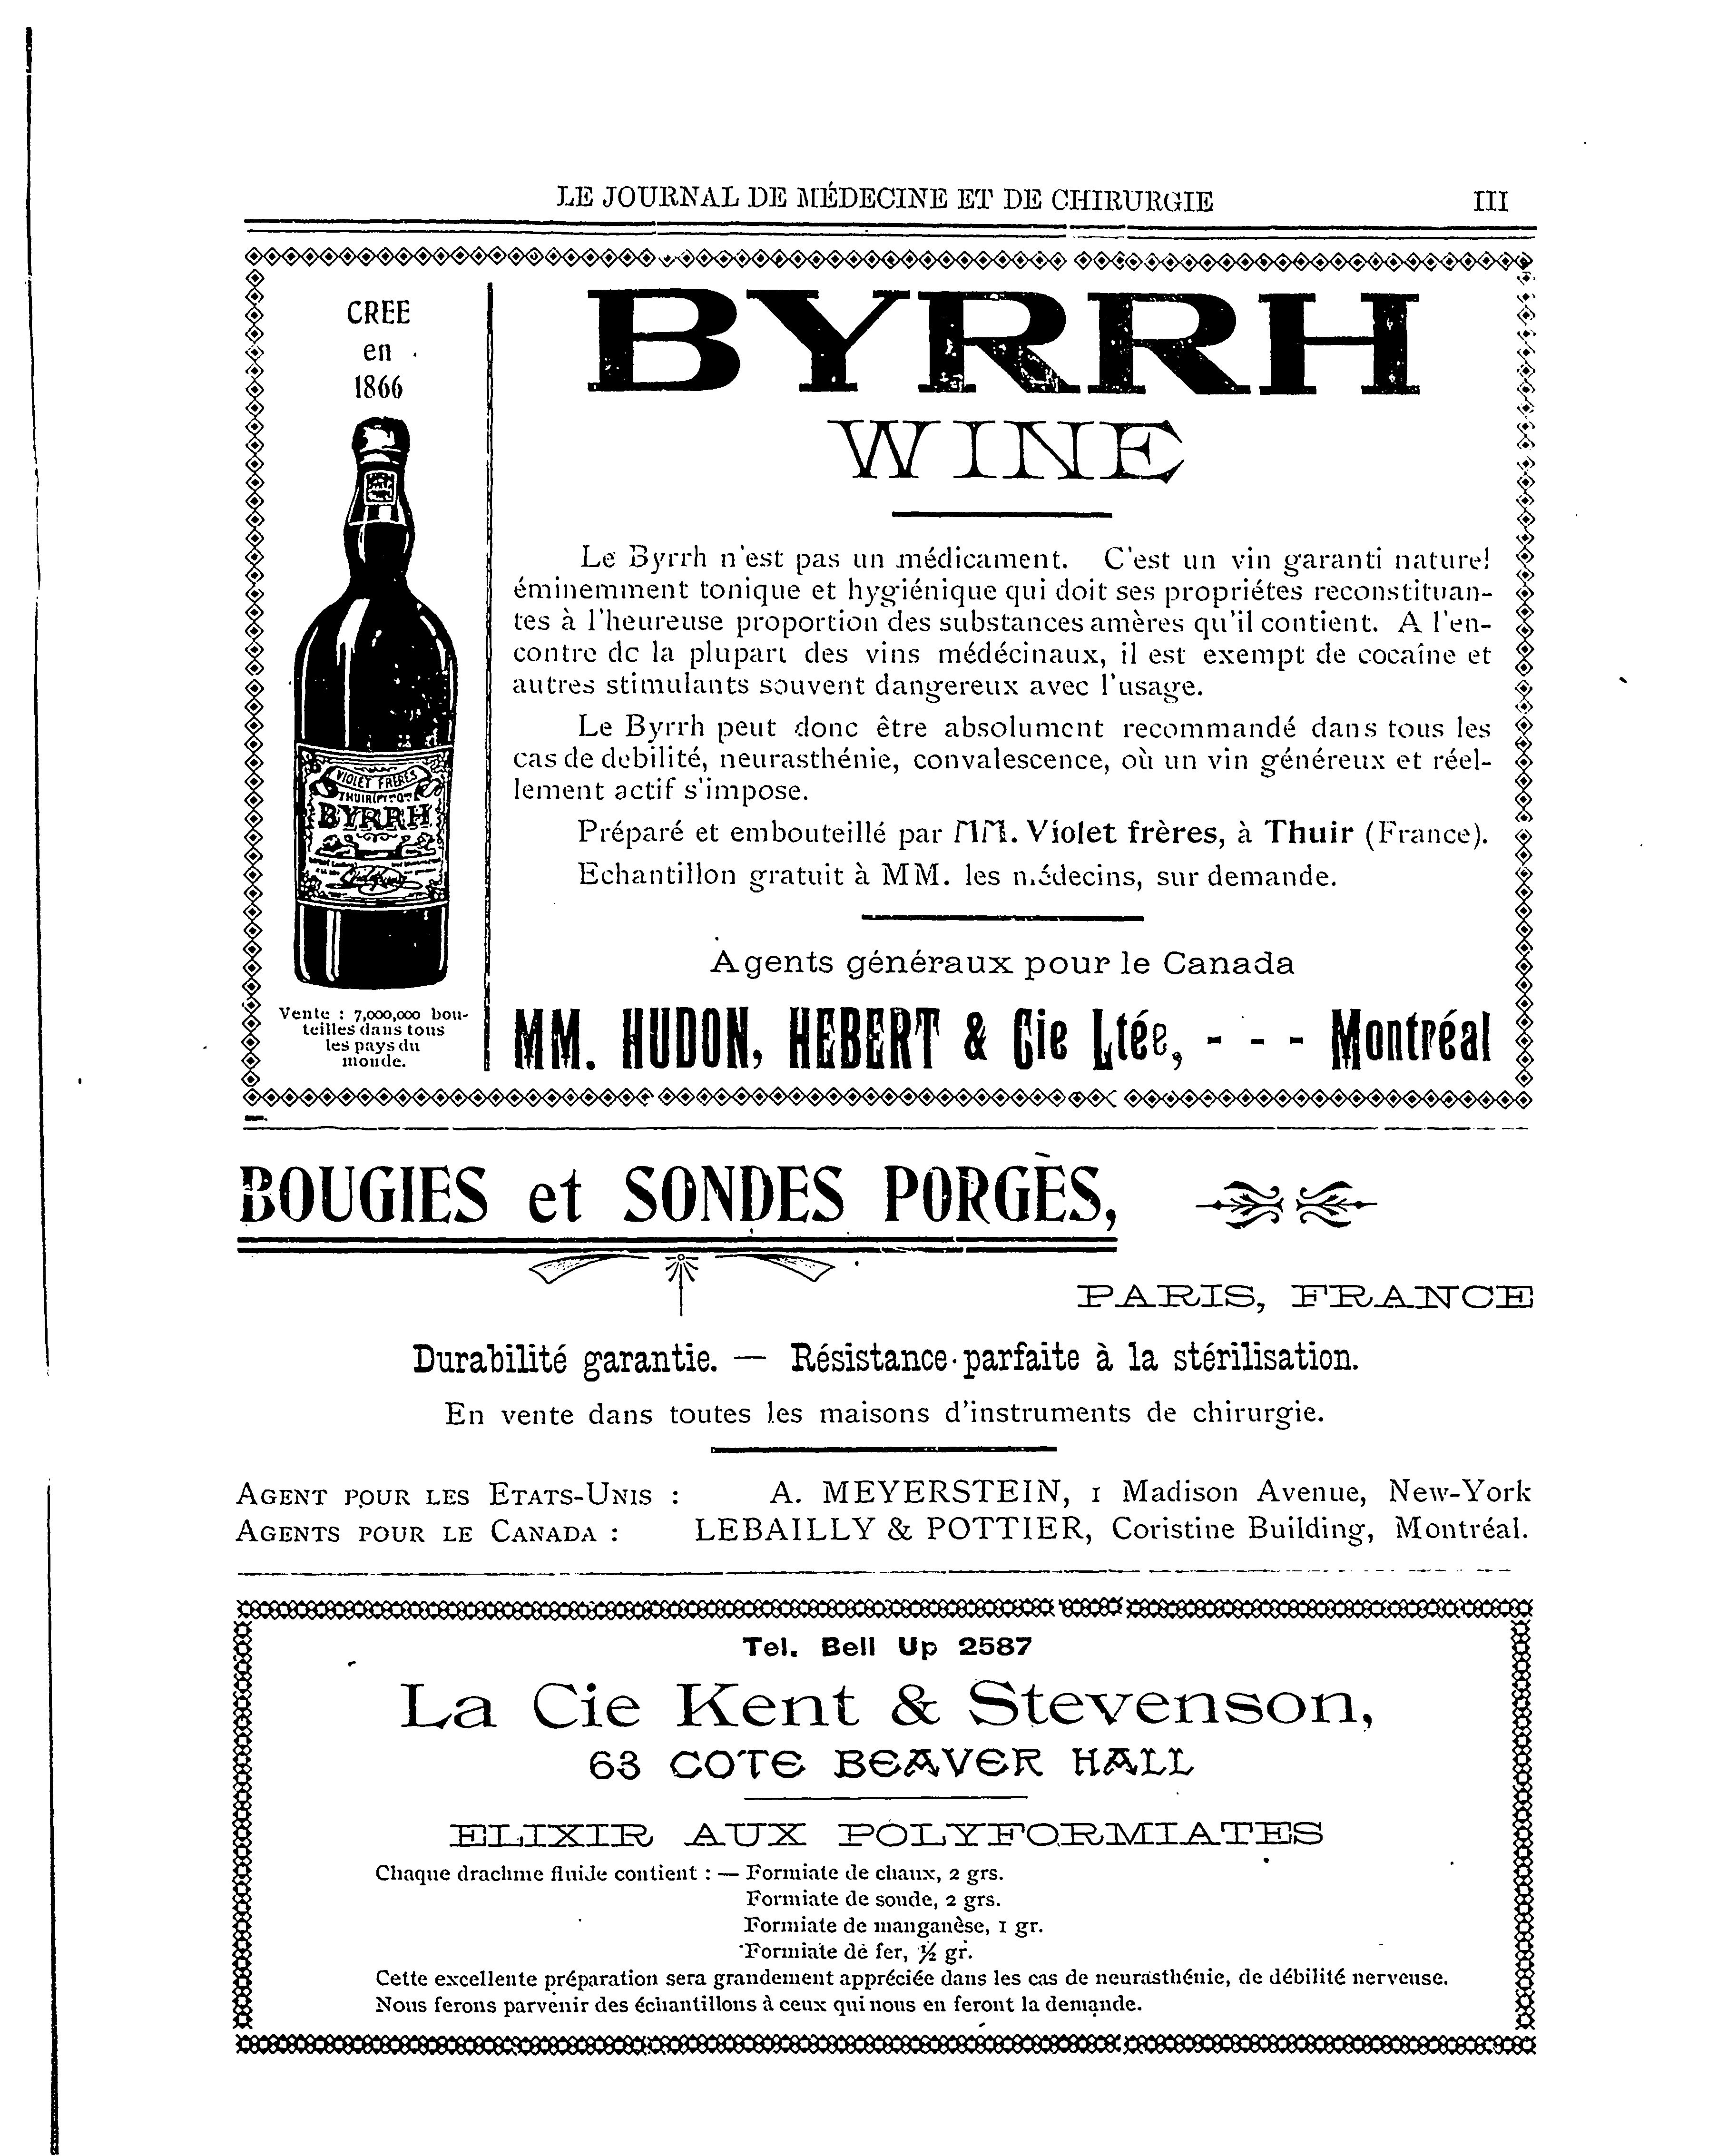 LE JOURNAL DE MÉDECINE ET DE CHIRURGIE III
CREE
en
1866
VIOLET FRÈRES
THUIR
BYRRH
Vente : 7,000,000 bou-
teilles dans tous
les pays du
monde.
BYRRH
WINE
Le Byrrh n'est pas un médicament. C'est un vin garanti naturel
éminemment tonique et hygiénique qui doit ses propriétes reconstituan-
tes à l'heureuse proportion des substances amères qu'il contient. A l'en-
contre de la plupart des vins médécinaux, il est exempt de cocaîne et
autres stimulants souvent dangereux avec l'usage.
Le Byrrh peut donc être absolument recommandé dans tous les
cas de debilité, neurasthénie, convalescence, où un vin généreux et réel-
lement actif s'impose.
Préparé et embouteillé par MM. Violet frères, à Thuir (France).
Echantillon gratuit à MM. les médecins, sur demande.
Agents généraux pour le Canada
MM. HUDON, HEBERT & Cie Ltée, - - - Montréal
BOUGIES et SONDES PORGÈS,
PARIS, FRANCE
Durabilité garantie. — Résistance parfaite à la stérilisation.
En vente dans toutes les maisons d'instruments de chirurgie.
AGENT POUR LES ETATS-UNIS : A. MEYERSTEIN, 1 Madison Avenue, New-York
AGENTS POUR LE CANADA : LEBAILLY & POTTIER, Coristine Building, Montréal.
Tel. Bell Up 2587
La Cie Kent & Stevenson,
63 COTE BEAVER HALL
ELIXIR AUX POLYFORMIATES
Chaque drachme fluide contient : — Formiate de chaux, 2 grs.
Formiate de soude, 2 grs.
Formiate de manganèse, 1 gr.
Formiate de fer, ½ gr.
Cette excellente préparation sera grandement appréciée dans les cas de neurasthénie, de débilité nerveuse.
Nous ferons parvenir des échantillons à ceux qui nous en feront la demande.